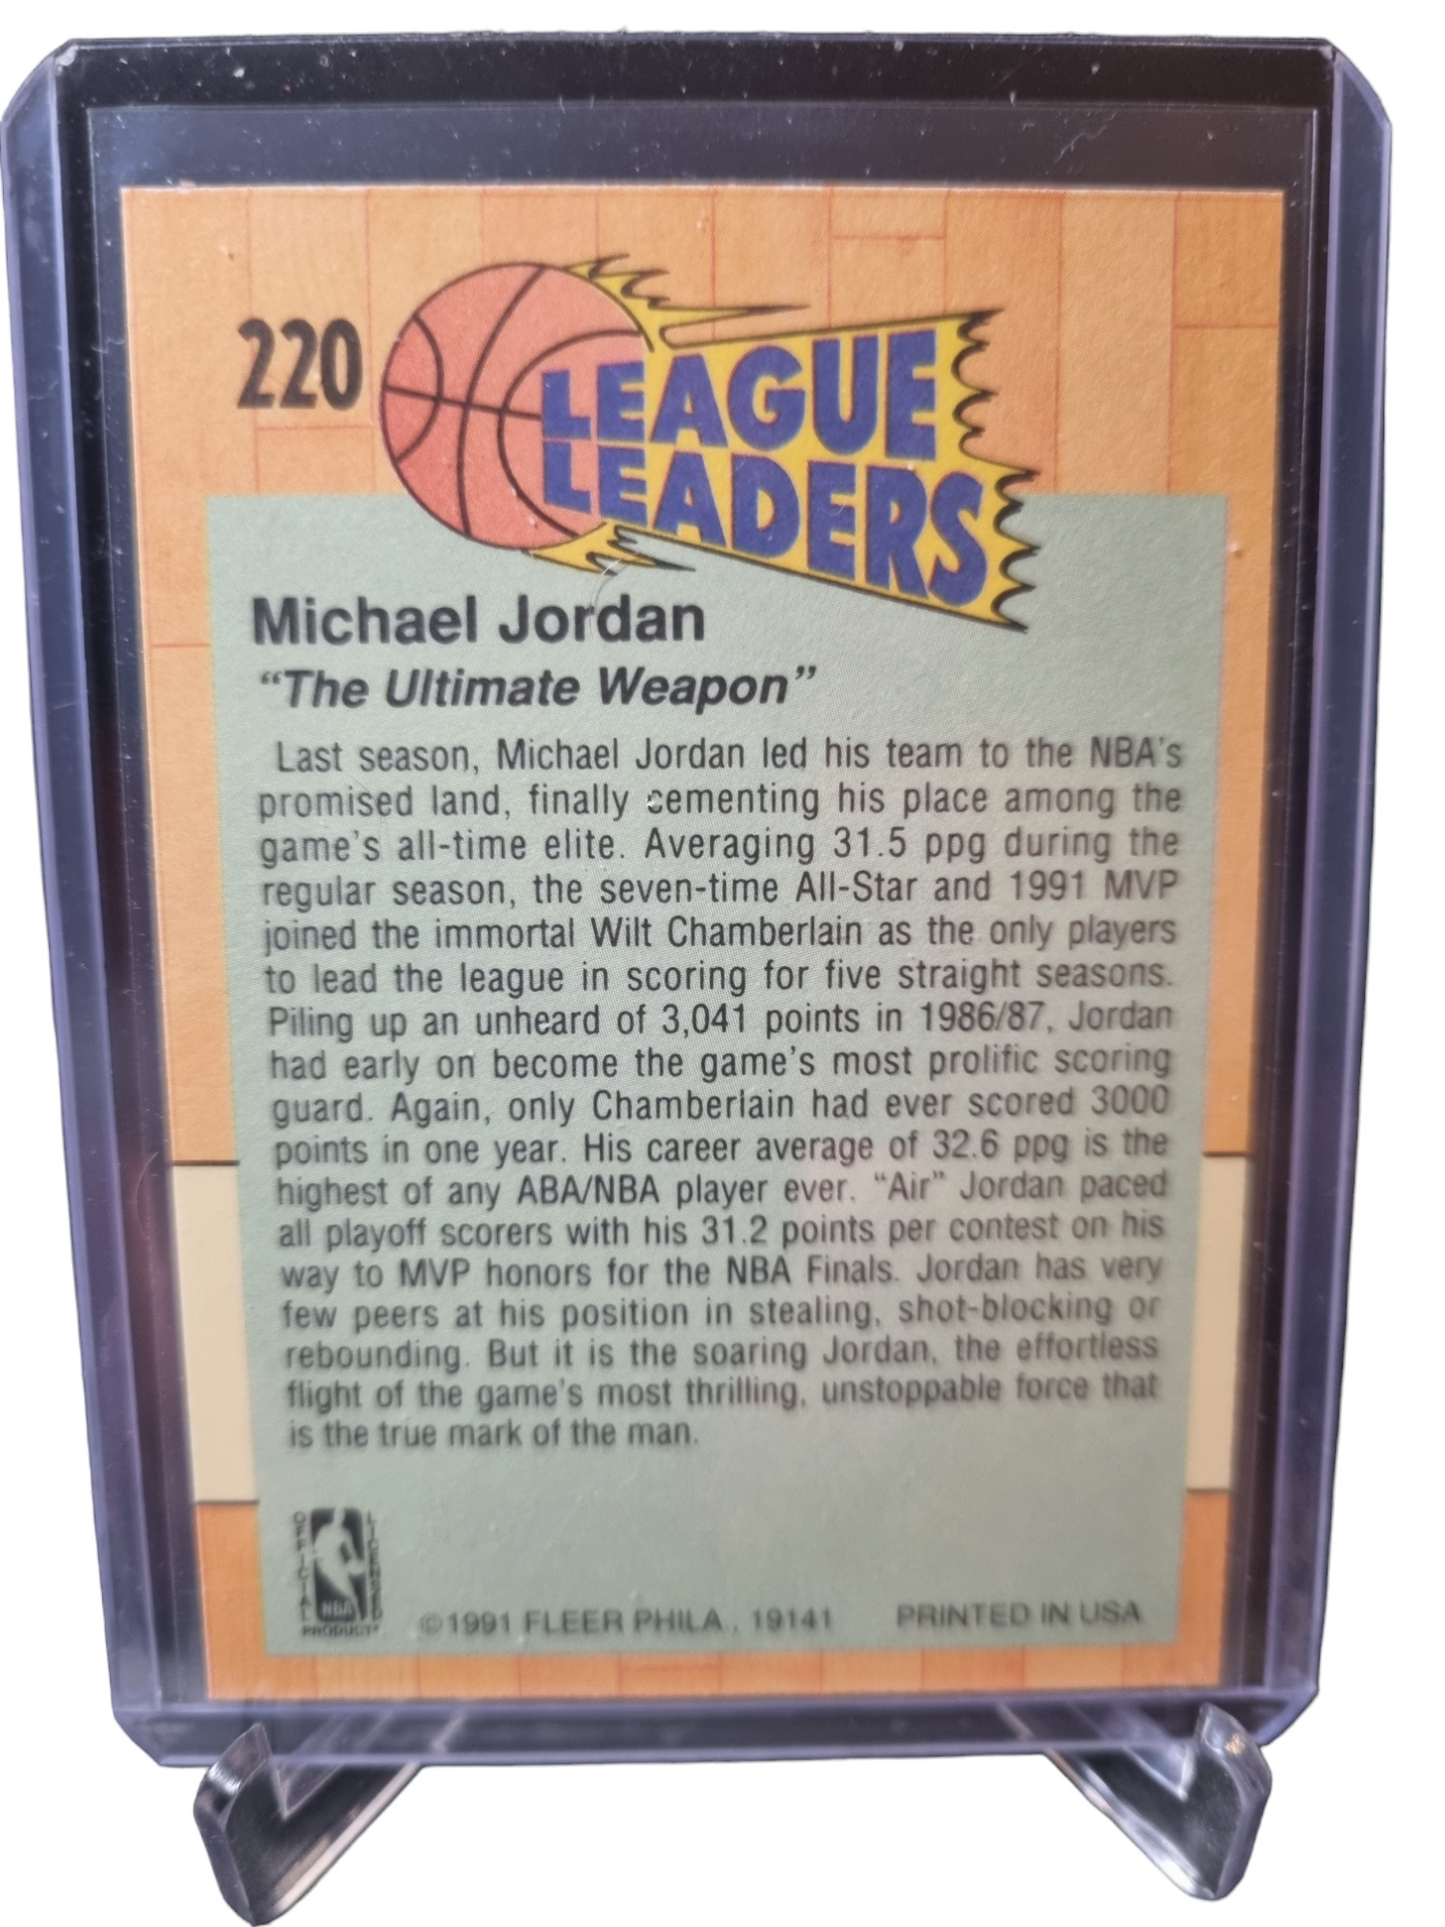 220
LEAGUE
LEADERS
Michael Jordan
“The Ultimate Weapon”
Last season, Michael Jordan led his team to the NBA's
promised land, finally cementing his place among the
game's all-time elite. Averaging 31.5 ppg during the
regular season, the seven-time All-Star and 1991 MVP
joined the immortal Wilt Chamberlain as the only players
to lead the league in scoring for five straight seasons.
Piling up an unheard of 3,041 points in 1986/87, Jordan
had early on become the game's most prolific scoring
guard. Again, only Chamberlain had ever scored 3000
points in one year. His career average of 32.6 ppg is the
highest of any ABA/NBA player ever. “Air” Jordan paced
all playoff scorers with his 31.2 points per contest on his
way to MVP honors for the NBA Finals. Jordan has very
few peers at his position in stealing, shot-blocking or
rebounding. But it is the soaring Jordan, the effortless
flight of the game's most thrilling, unstoppable force that
is the true mark of the man.
OFFICIAL
LICENSED
NBA
PRODUCT
©1991 FLEER PHILA., 19141 PRINTED IN USA